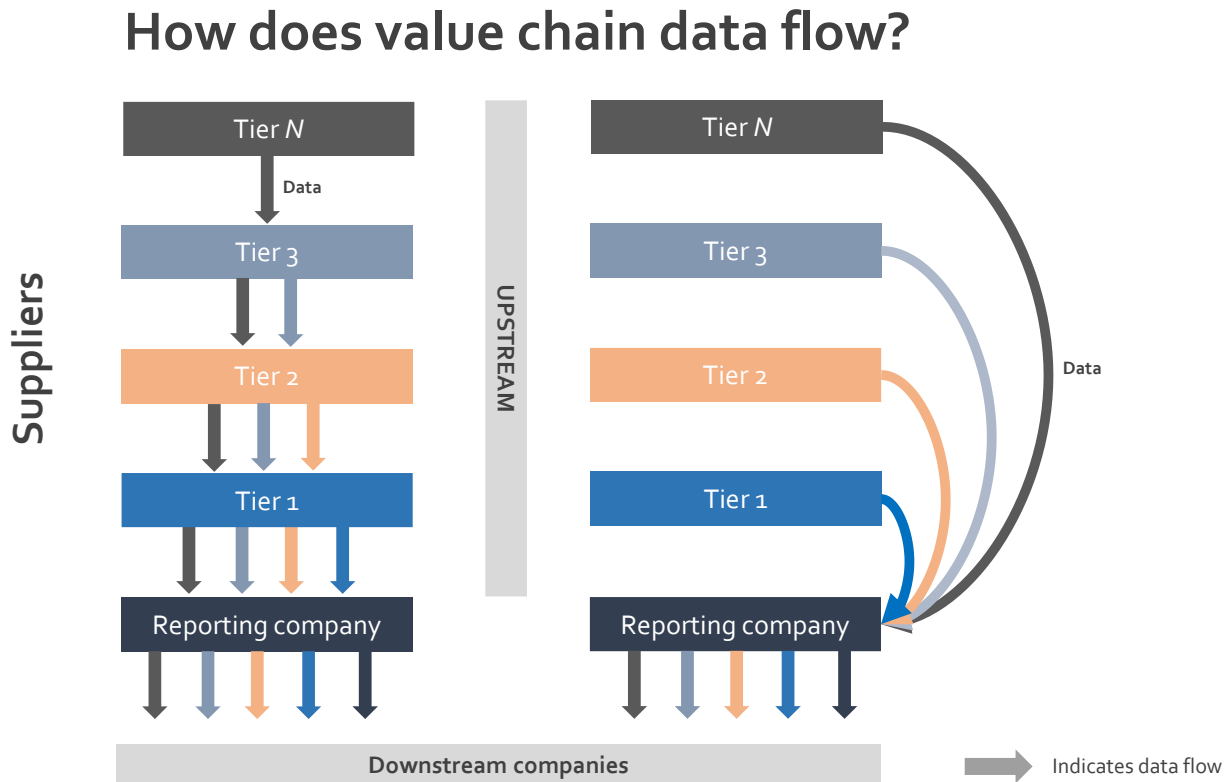 How does value chain data flow?
Suppliers
Tier N
Data
Tier 3
Tier 2
Tier 1
Reporting company
UPSTREAM
Tier N
Tier 3
Tier 2
Tier 1
Reporting company
Data
Downstream companies
Indicates data flow